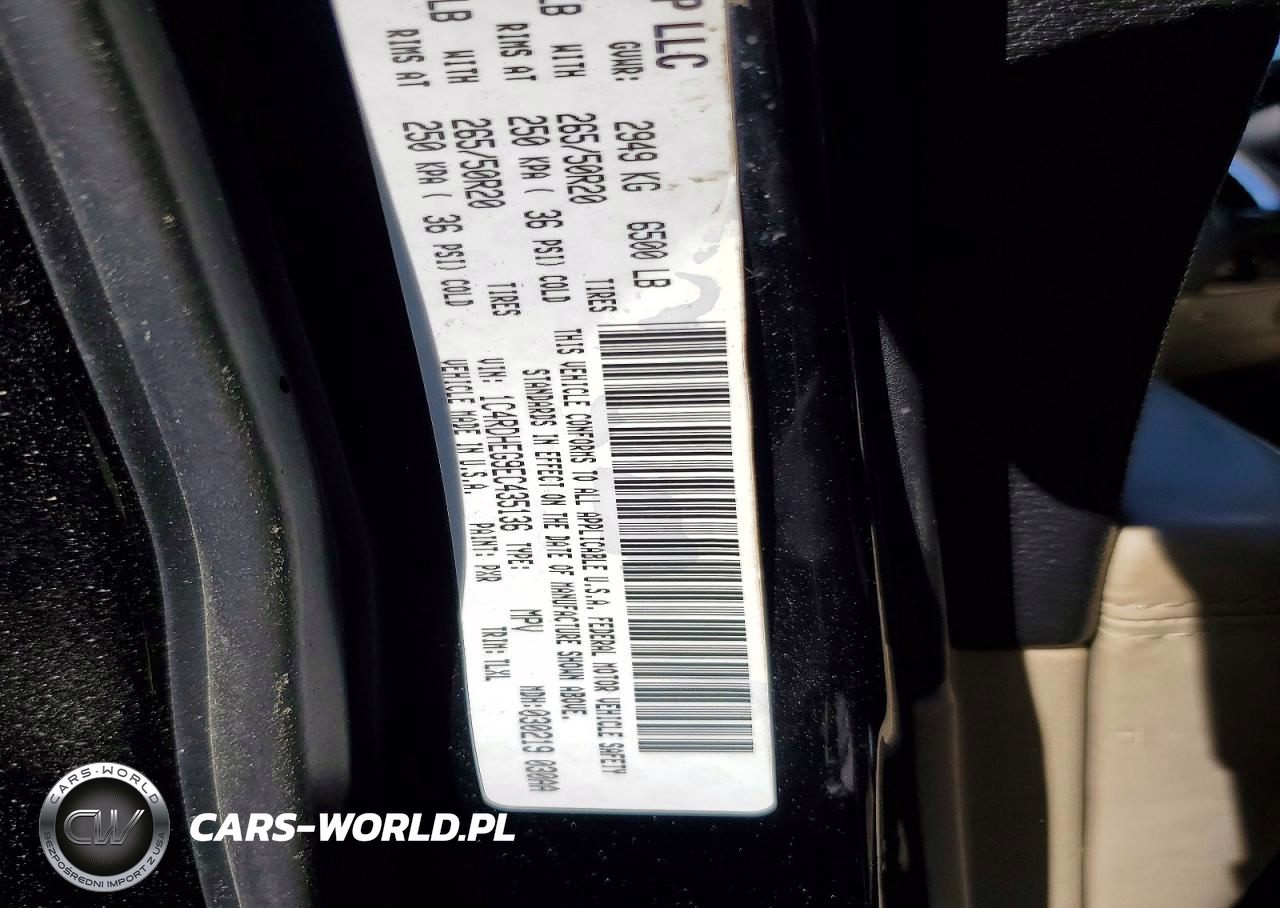 P LLC
GVWR: 2949 KG 6500 LB
LB WITH 265/50R20 TIRES
RIMS AT 250 KPA ( 36 PSI) COLD
LB WITH 265/50R20 TIRES
RIMS AT 250 KPA ( 36 PSI) COLD
THIS VEHICLE CONFORMS TO ALL APPLICABLE U.S.A. FEDERAL MOTOR VEHICLE SAFETY
STANDARDS IN EFFECT ON THE DATE OF MANUFACTURE SHOWN ABOVE.
VIN: 1C4RDHEG9EC435136 TYPE: MPV MDH:030219 030AA
VEHICLE MADE IN U.S.A. PAINT: PXR TRIM: TLXL
CARS-WORLD
CW
BEZPOŚREDNI IMPORT Z USA
CARS-WORLD.PL